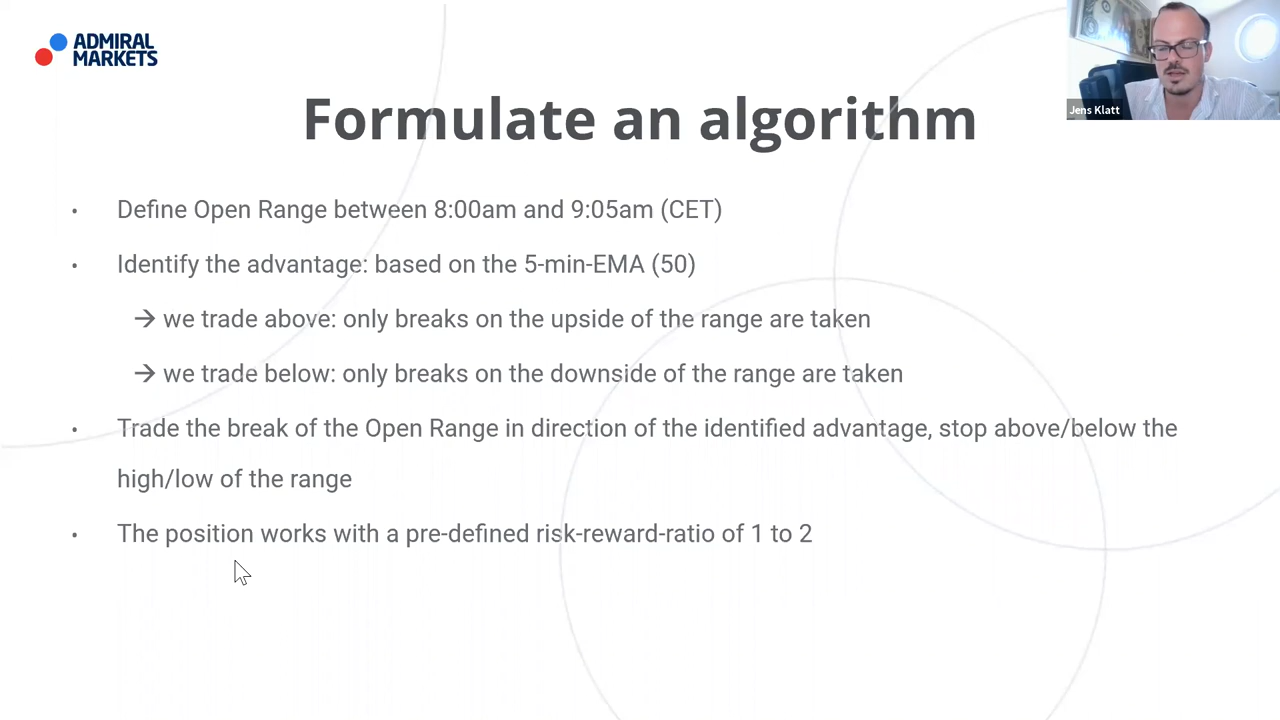 ADMIRAL
MARKETS
Jens Klatt
Formulate an algorithm
• Define Open Range between 8:00am and 9:05am (CET)
• Identify the advantage: based on the 5-min-EMA (50)
→ we trade above: only breaks on the upside of the range are taken
→ we trade below: only breaks on the downside of the range are taken
• Trade the break of the Open Range in direction of the identified advantage, stop above/below the
high/low of the range
• The position works with a pre-defined risk-reward-ratio of 1 to 2